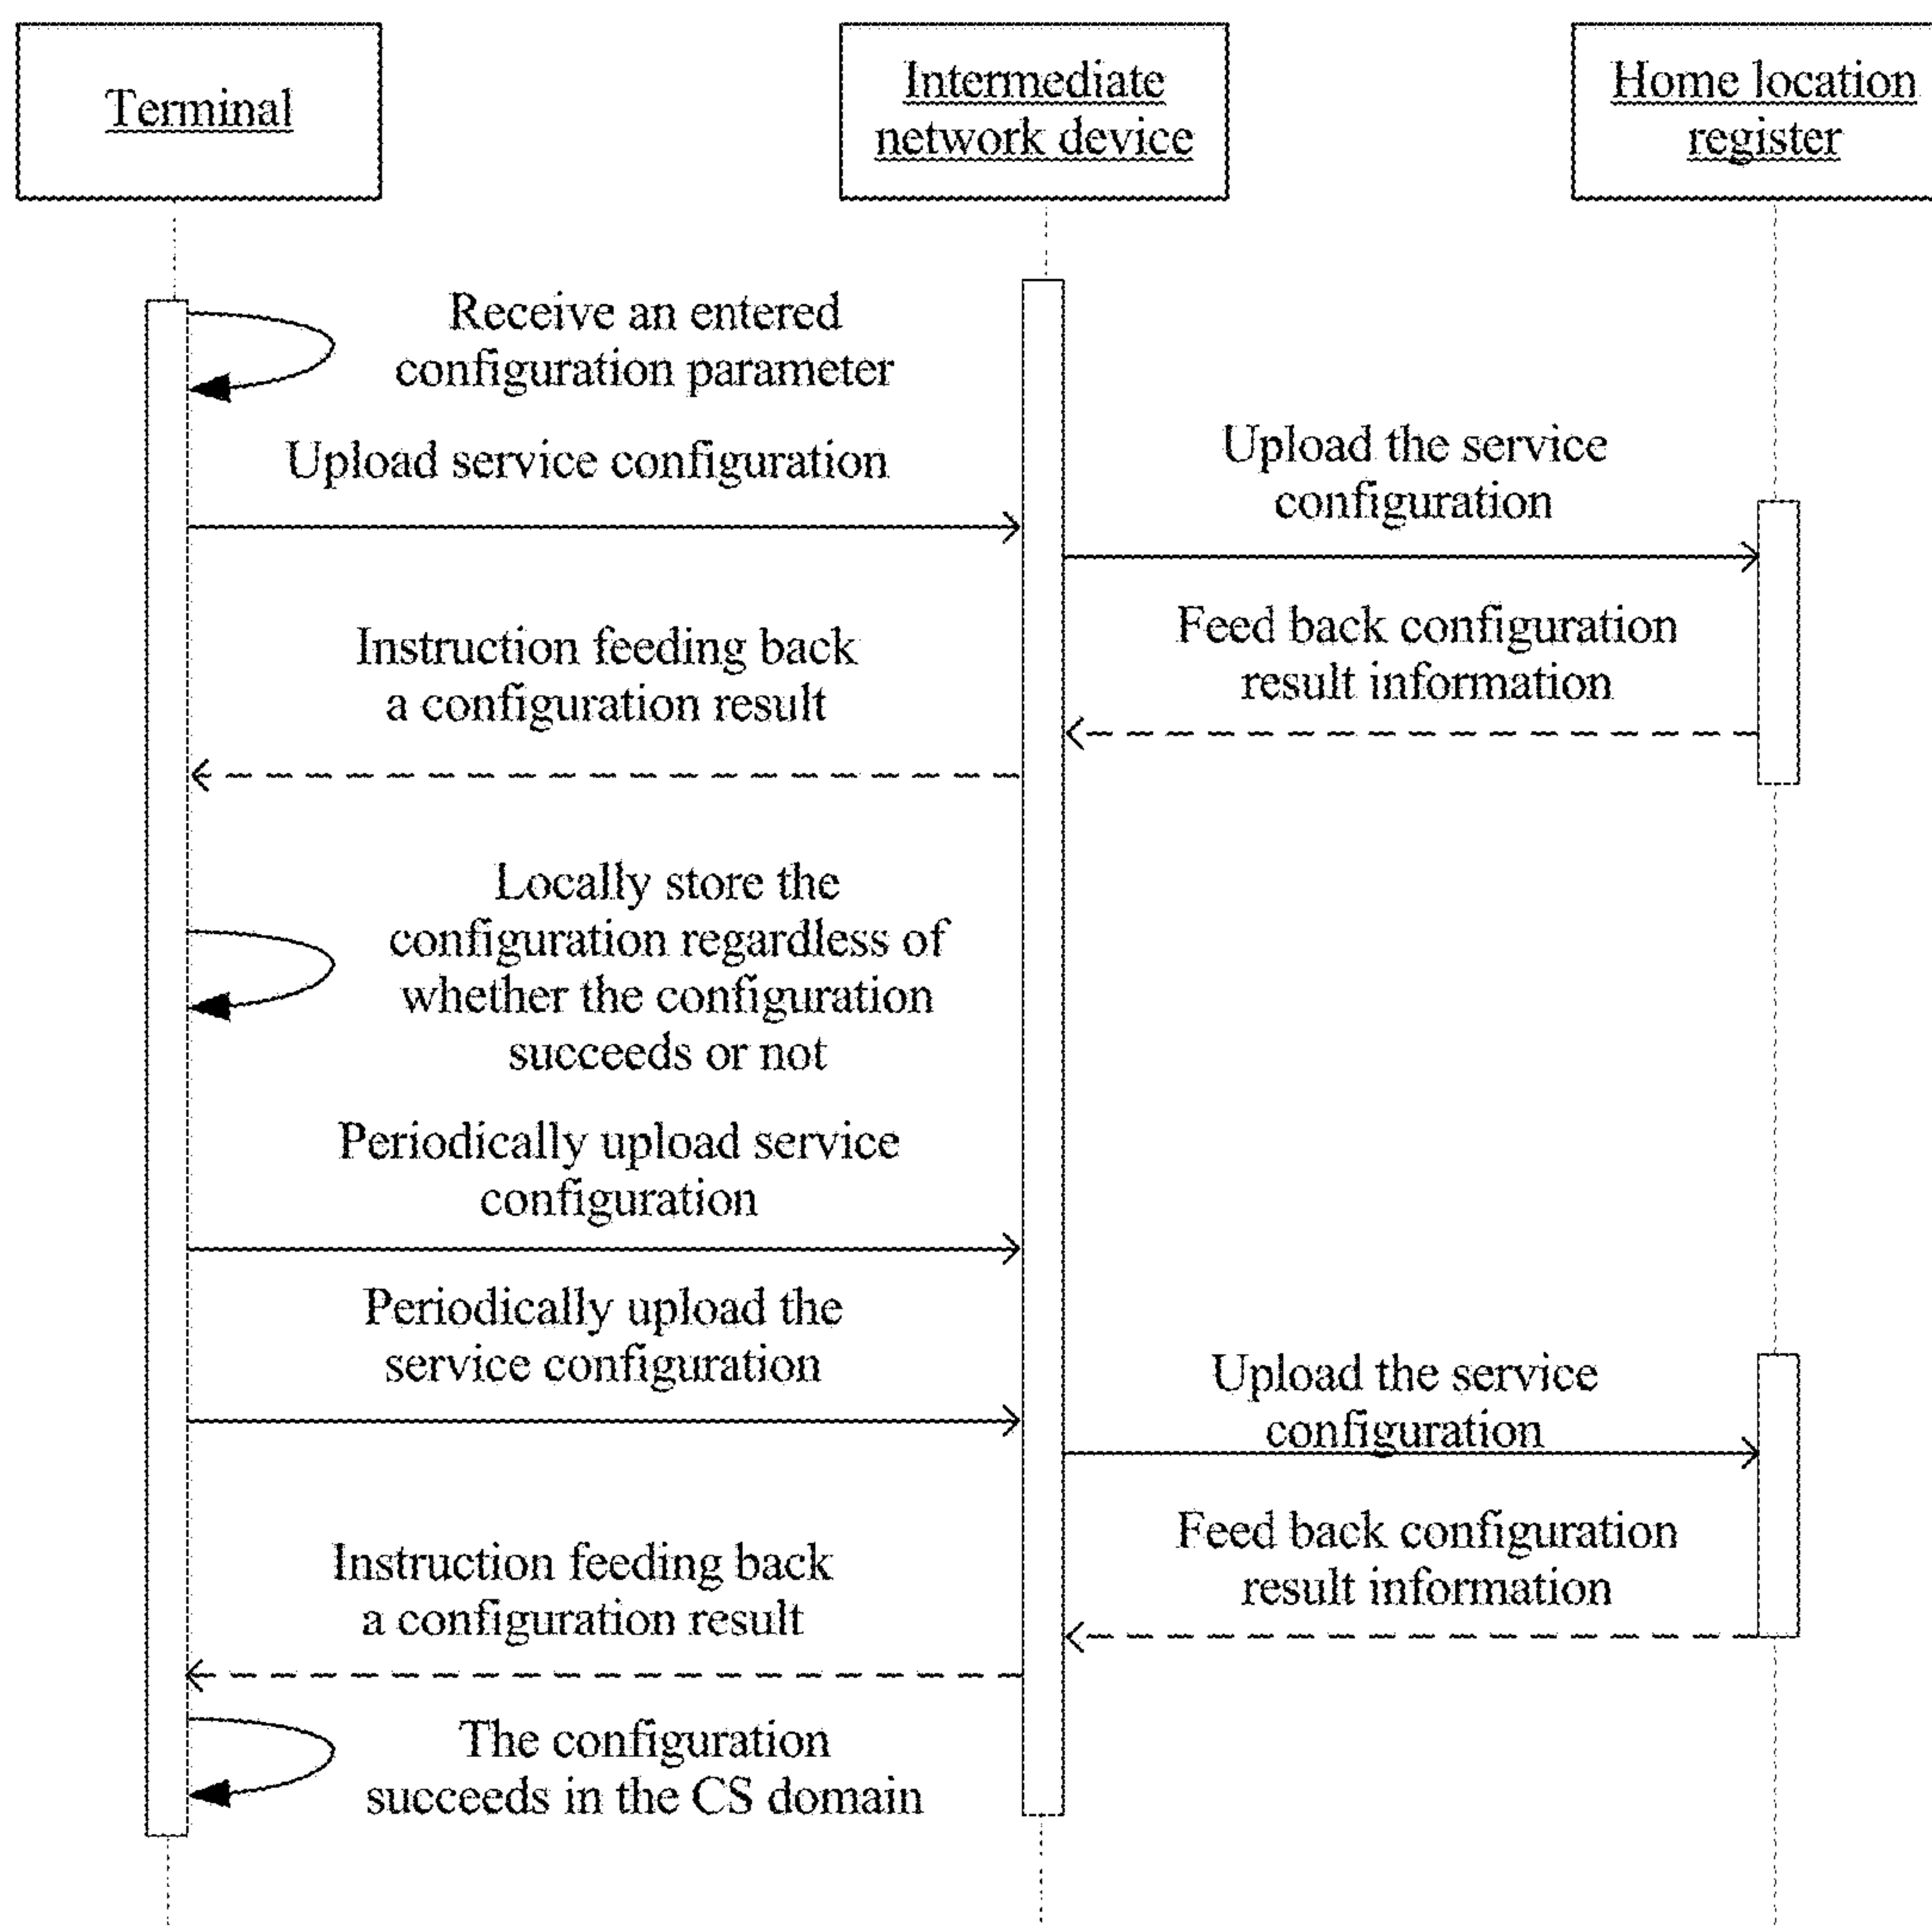 Terminal
Intermediate
network device
Home location
register
Receive an entered
configuration parameter
Upload service configuration
Upload the service
configuration
Feed back configuration
result information
Instruction feeding back
a configuration result
Locally store the
configuration regardless of
whether the configuration
succeeds or not
Periodically upload service
configuration
Periodically upload the
service configuration
Upload the service
configuration
Feed back configuration
result information
Instruction feeding back
a configuration result
The configuration
succeeds in the CS domain